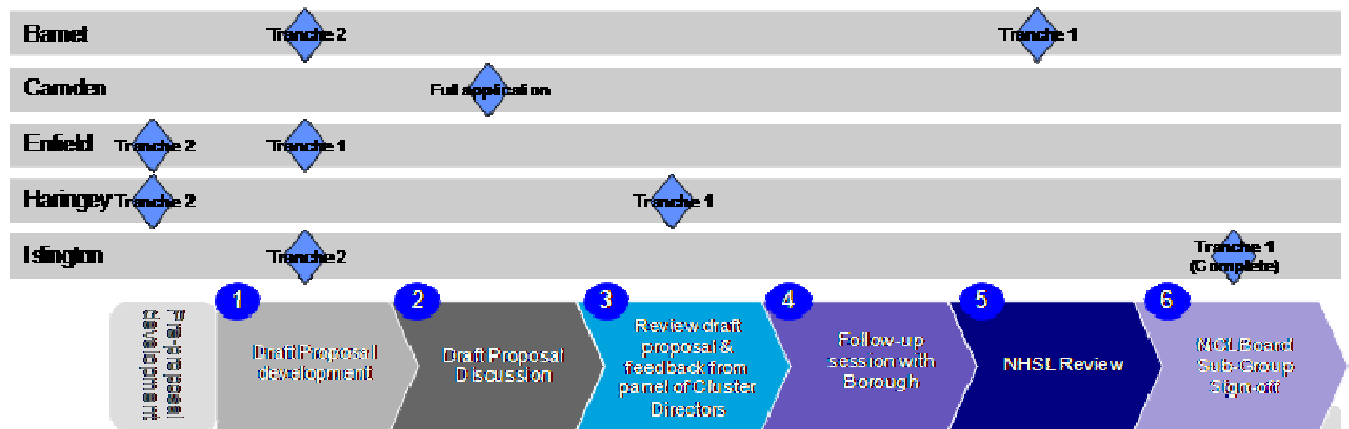 Barnet Tranche 2 Tranche 1
Camden Full application
Enfield Tranche 2 Tranche 1
Haringey Tranche 2 Tranche 1
Islington Tranche 2 Tranche 1
(Complete)
1 2 3 4 5 6
Pre-proposal
development
Draft Proposal
development
Draft Proposal
Discussion
Review draft
proposal &
feedback from
panel of Cluster
Directors
Follow-up
session with
Borough
NHSL Review
NCL Board
Sub-Group
Sign-off